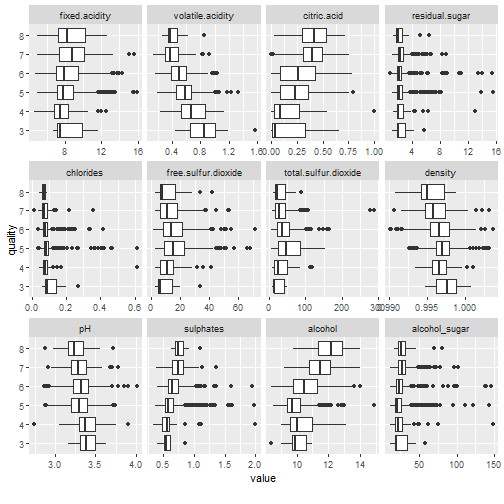 fixed.acidity volatile.acidity citric.acid residual.sugar
8
7
6
5
4
3
8 12 16 0.4 0.8 1.2 1.6 0.00 0.25 0.50 0.75 1.00 4 8 12 16
chlorides free.sulfur.dioxide total.sulfur.dioxide density
8
7
6
5
4
3
0.0 0.2 0.4 0.6 0 20 40 60 0 100 200 0.990 0.995 1.000
pH sulphates alcohol alcohol_sugar
8
7
6
5
4
3
3.0 3.5 4.0 0.5 1.0 1.5 2.0 10 12 14 50 100 150
quality
value